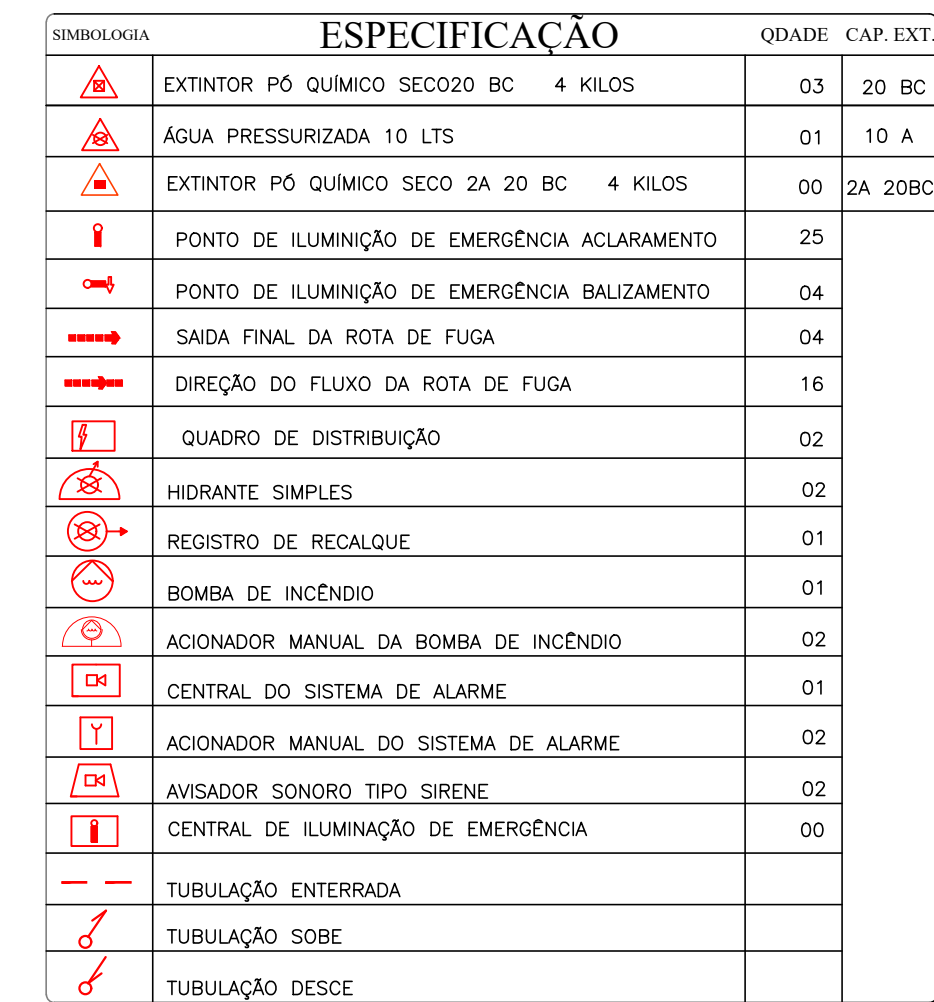 SIMBOLOGIA ESPECIFICAÇÃO QDADE CAP. EXT.
EXTINTOR PÓ QUÍMICO SECO20 BC 4 KILOS 03 20 BC
ÁGUA PRESSURIZADA 10 LTS 01 10 A
EXTINTOR PÓ QUÍMICO SECO 2A 20 BC 4 KILOS 00 2A 20BC
PONTO DE ILUMINIÇÃO DE EMERGÊNCIA ACLARAMENTO 25
PONTO DE ILUMINIÇÃO DE EMERGÊNCIA BALIZAMENTO 04
SAIDA FINAL DA ROTA DE FUGA 04
DIREÇÃO DO FLUXO DA ROTA DE FUGA 16
QUADRO DE DISTRIBUIÇÃO 02
HIDRANTE SIMPLES 02
REGISTRO DE RECALQUE 01
BOMBA DE INCÊNDIO 01
ACIONADOR MANUAL DA BOMBA DE INCÊNDIO 02
CENTRAL DO SISTEMA DE ALARME 01
ACIONADOR MANUAL DO SISTEMA DE ALARME 02
AVISADOR SONORO TIPO SIRENE 02
CENTRAL DE ILUMINAÇÃO DE EMERGÊNCIA 00
TUBULAÇÃO ENTERRADA
TUBULAÇÃO SOBE
TUBULAÇÃO DESCE